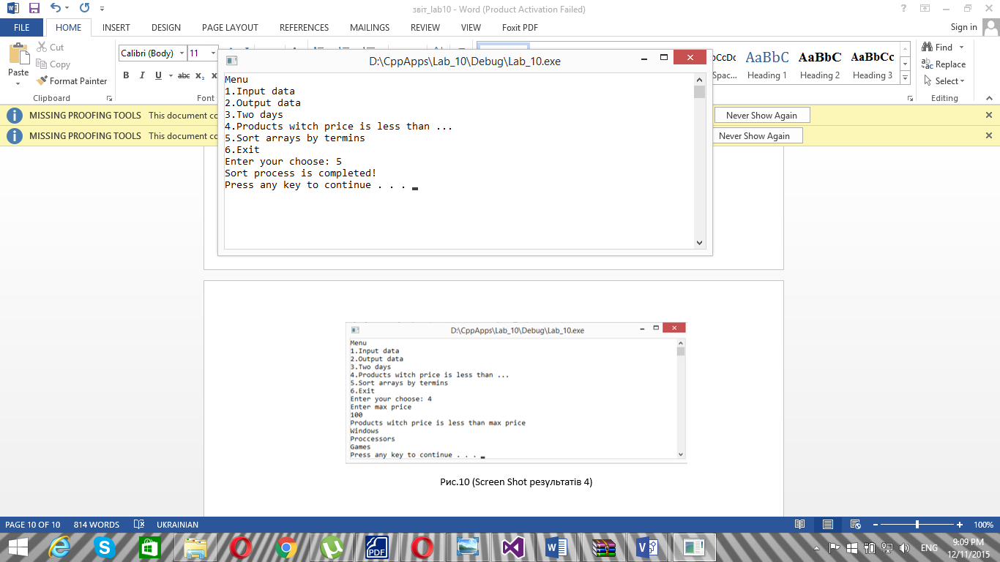 звіт_lab10 - Word (Product Activation Failed)
FILE HOME INSERT DESIGN PAGE LAYOUT REFERENCES MAILINGS REVIEW VIEW Foxit PDF Sign in
Paste
Cut
Copy
Format Painter
Clipboard
Calibri (Body) 11
B I U abc x₂
Font
AaBbC AaBbC AaBbCc
Spac... Heading 1 Heading 2 Heading 3
Find
Replace
Select
Editing
MISSING PROOFING TOOLS This document co Never Show Again
MISSING PROOFING TOOLS This document co Never Show Again
D:\CppApps\Lab_10\Debug\Lab_10.exe
Menu
1.Input data
2.Output data
3.Two days
4.Products witch price is less than ...
5.Sort arrays by termins
6.Exit
Enter your choose: 5
Sort process is completed!
Press any key to continue . . .
D:\CppApps\Lab_10\Debug\Lab_10.exe
Menu
1.Input data
2.Output data
3.Two days
4.Products witch price is less than ...
5.Sort arrays by termins
6.Exit
Enter your choose: 4
Enter max price
100
Products witch price is less than max price
Windows
Proccessors
Games
Press any key to continue . . .
Рис.10 (Screen Shot результатів 4)
PAGE 10 OF 10 814 WORDS UKRAINIAN 100%
PDF
ENG
9:09 PM
12/11/2015